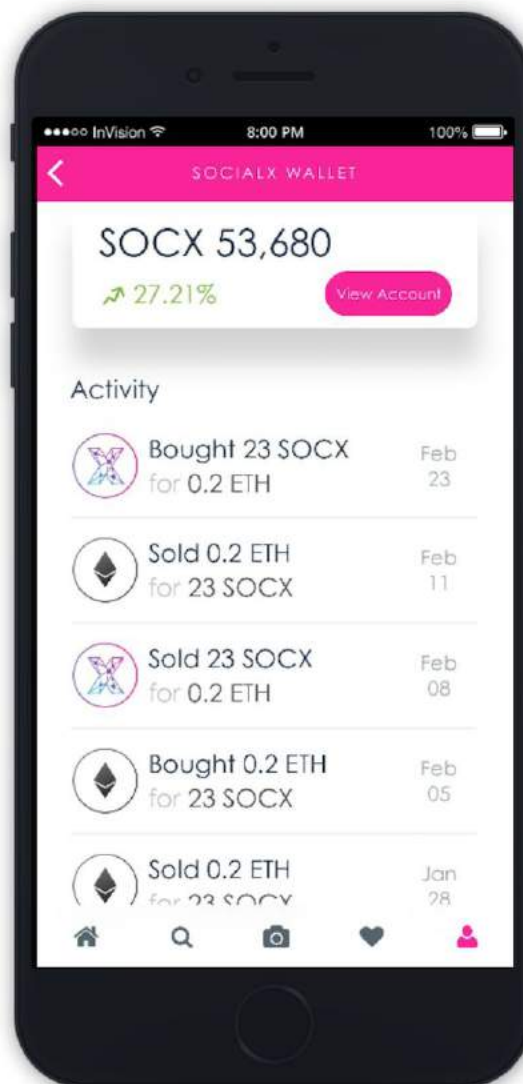 InVision 8:00 PM 100%
SOCIALX WALLET
SOCX 53,680
27.21% View Account
Activity
Bought 23 SOCX
for 0.2 ETH
Feb
23
Sold 0.2 ETH
for 23 SOCX
Feb
11
Sold 23 SOCX
for 0.2 ETH
Feb
08
Bought 0.2 ETH
for 23 SOCX
Feb
05
Sold 0.2 ETH
for 23 SOCX
Jan
28